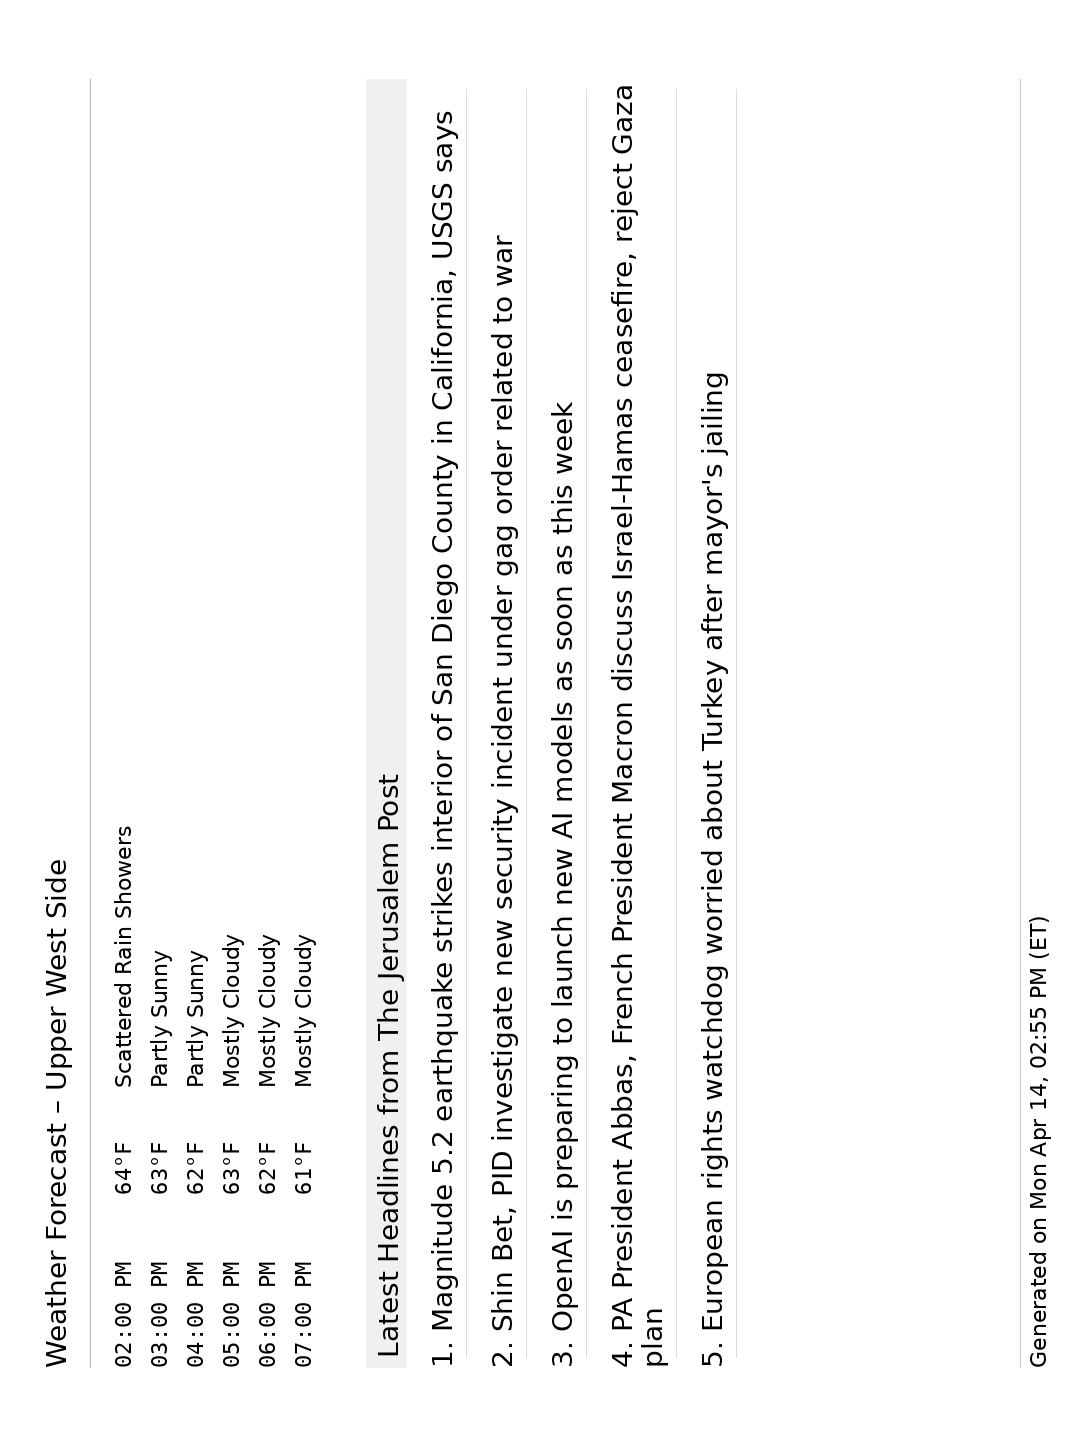 Weather Forecast – Upper West Side
02:00 PM 64°F Scattered Rain Showers
03:00 PM 63°F Partly Sunny
04:00 PM 62°F Partly Sunny
05:00 PM 63°F Mostly Cloudy
06:00 PM 62°F Mostly Cloudy
07:00 PM 61°F Mostly Cloudy
Latest Headlines from The Jerusalem Post
1. Magnitude 5.2 earthquake strikes interior of San Diego County in California, USGS says
2. Shin Bet, PID investigate new security incident under gag order related to war
3. OpenAI is preparing to launch new AI models as soon as this week
4. PA President Abbas, French President Macron discuss Israel-Hamas ceasefire, reject Gaza
plan
5. European rights watchdog worried about Turkey after mayor's jailing
Generated on Mon Apr 14, 02:55 PM (ET)